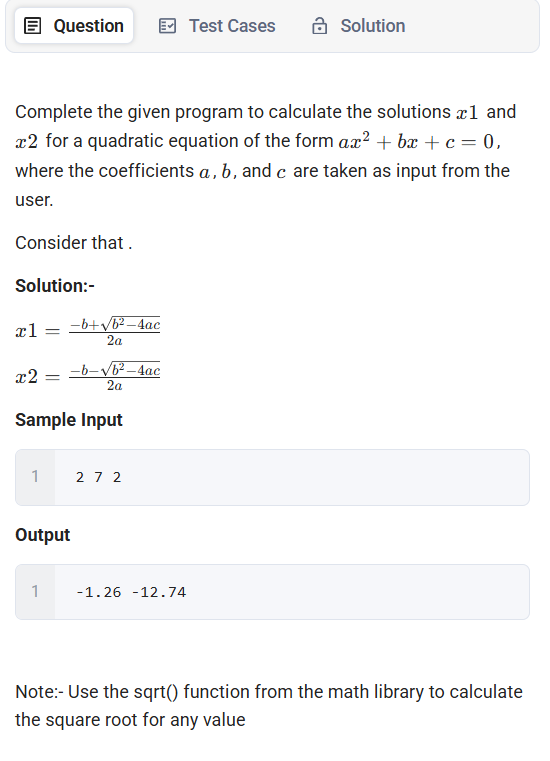 Question Test Cases Solution
Complete the given program to calculate the solutions x1 and
x2 for a quadratic equation of the form ax² + bx + c = 0,
where the coefficients a, b, and c are taken as input from the
user.
Consider that .
Solution:-
x1 = (-b+√(b²-4ac))/(2a)
x2 = (-b-√(b²-4ac))/(2a)
Sample Input
1 2 7 2
Output
1 -1.26 -12.74
Note:- Use the sqrt() function from the math library to calculate
the square root for any value